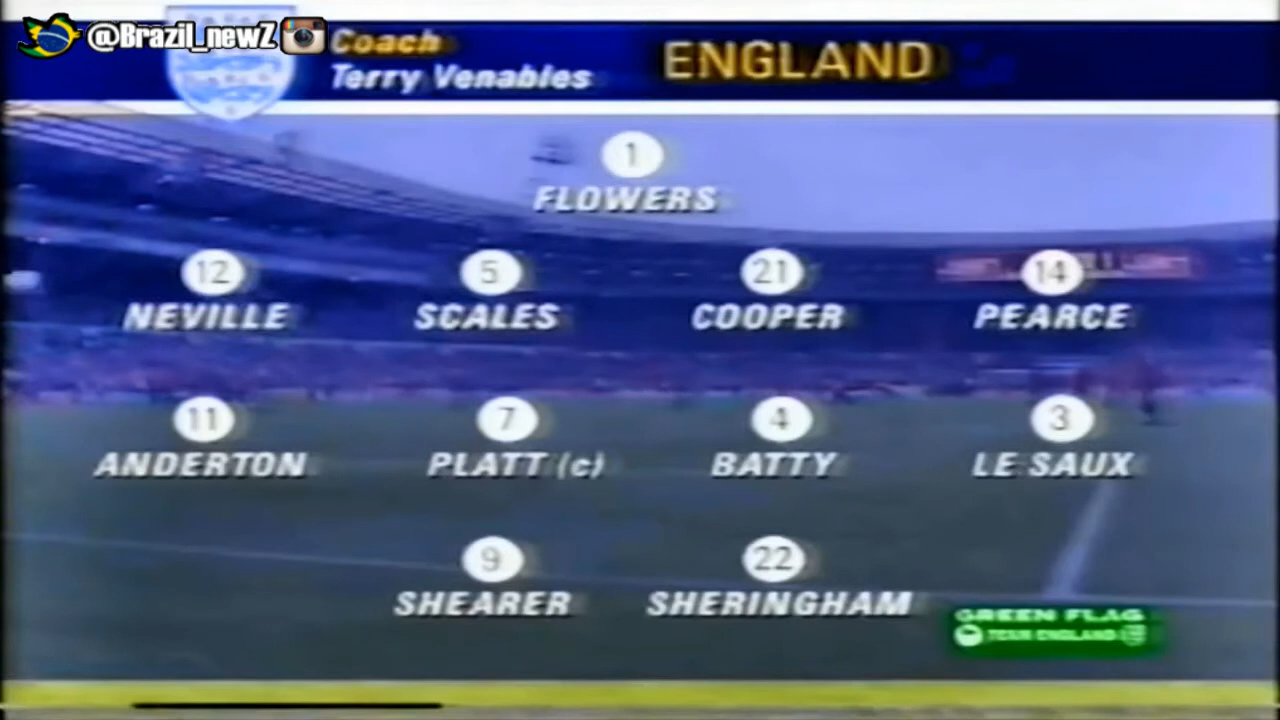 @Brazil_newZ
Coach
Terry Venables
ENGLAND
1
FLOWERS
12 5 21 14
NEVILLE SCALES COOPER PEARCE
11 7 4 3
ANDERTON PLATT (c) BATTY LE SAUX
9 22
SHEARER SHERINGHAM
GREEN FLAG
TEAM ENGLAND